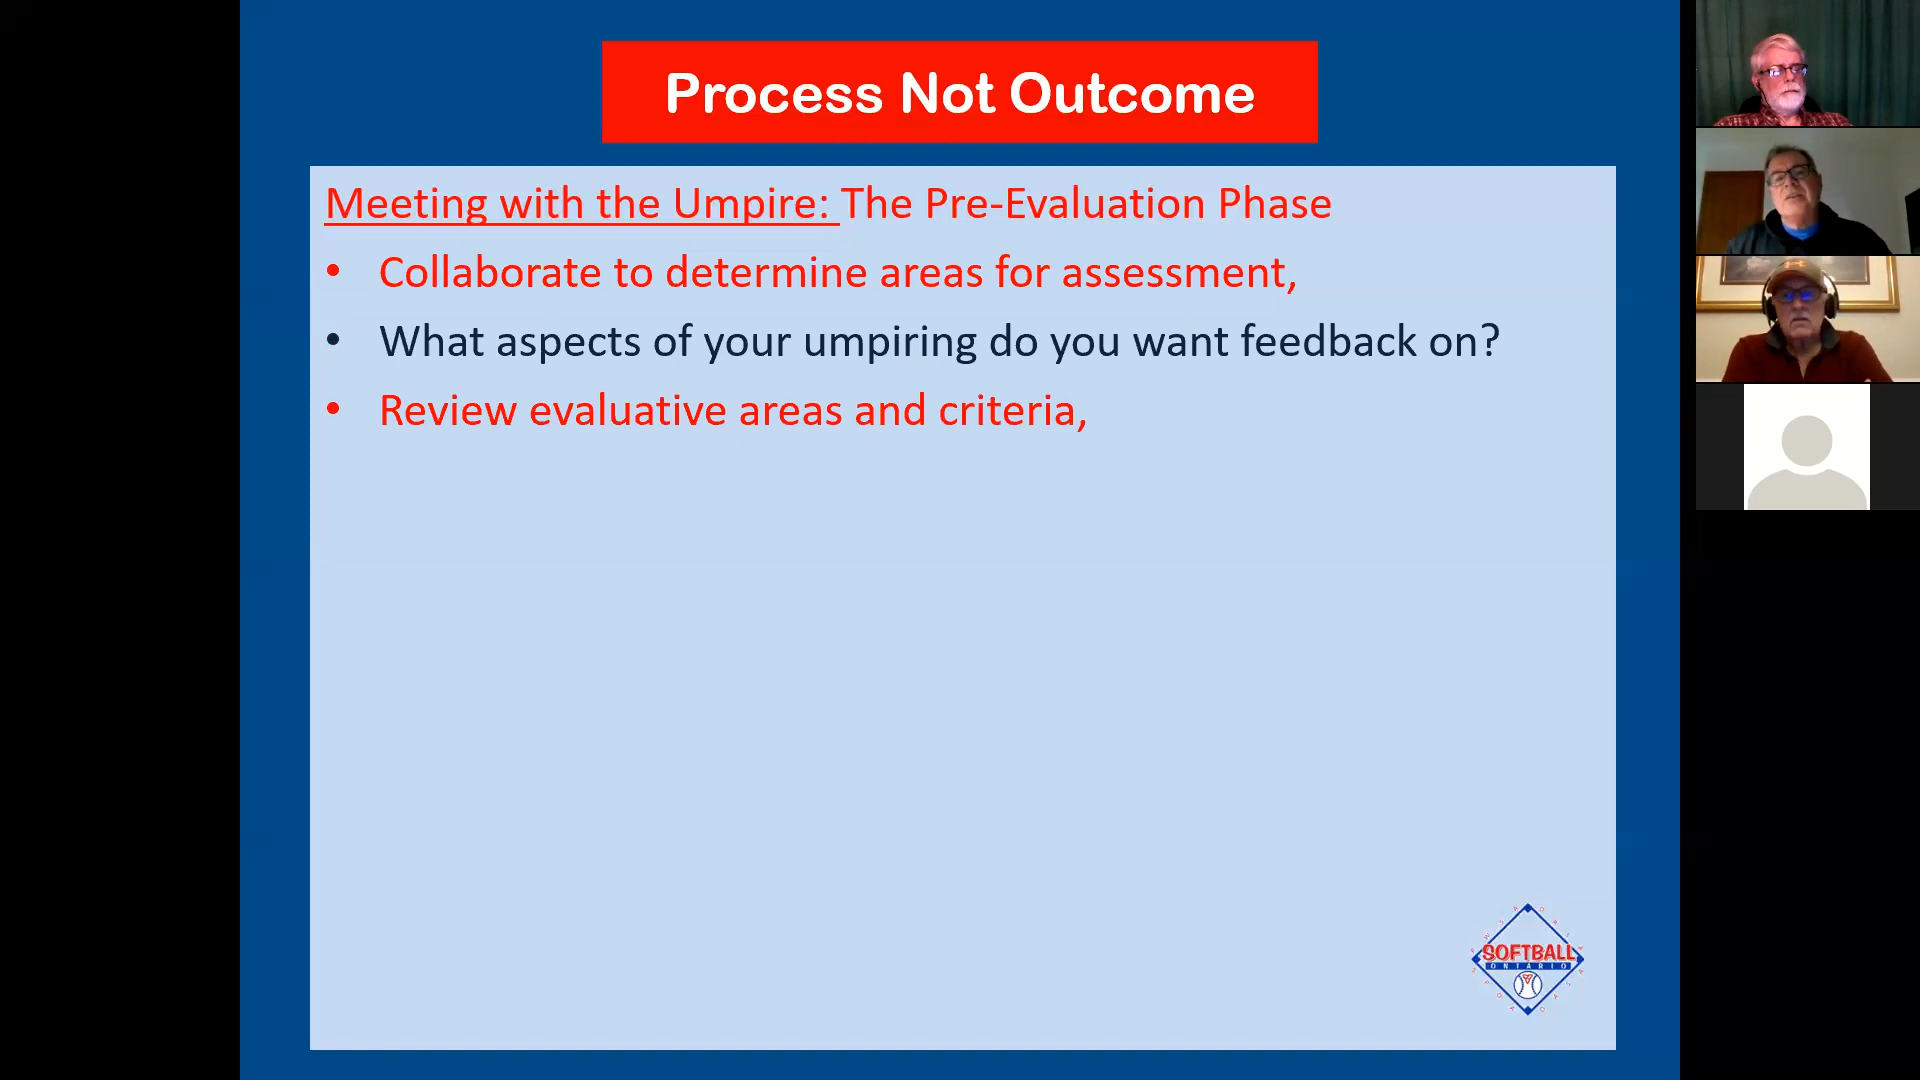 Process Not Outcome
Meeting with the Umpire: The Pre-Evaluation Phase
• Collaborate to determine areas for assessment,
• What aspects of your umpiring do you want feedback on?
• Review evaluative areas and criteria,
SOFTBALL
ONTARIO